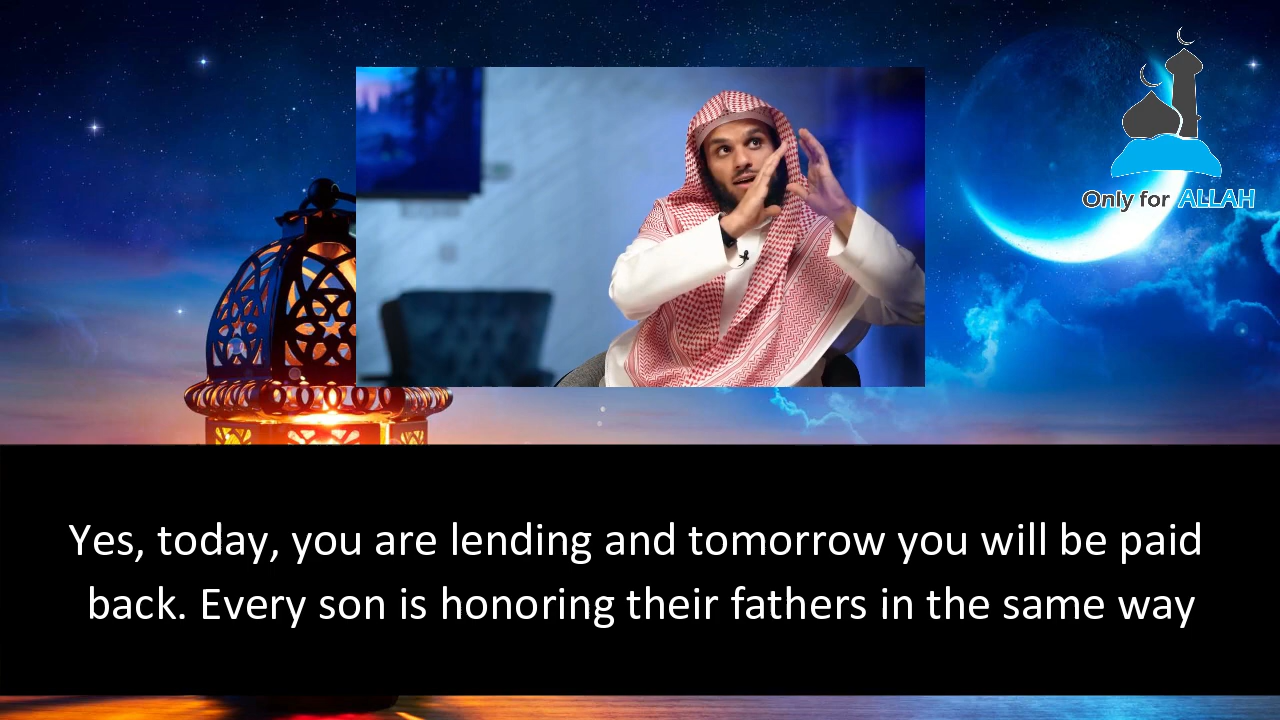 Only for ALLAH
Yes, today, you are lending and tomorrow you will be paid
back. Every son is honoring their fathers in the same way